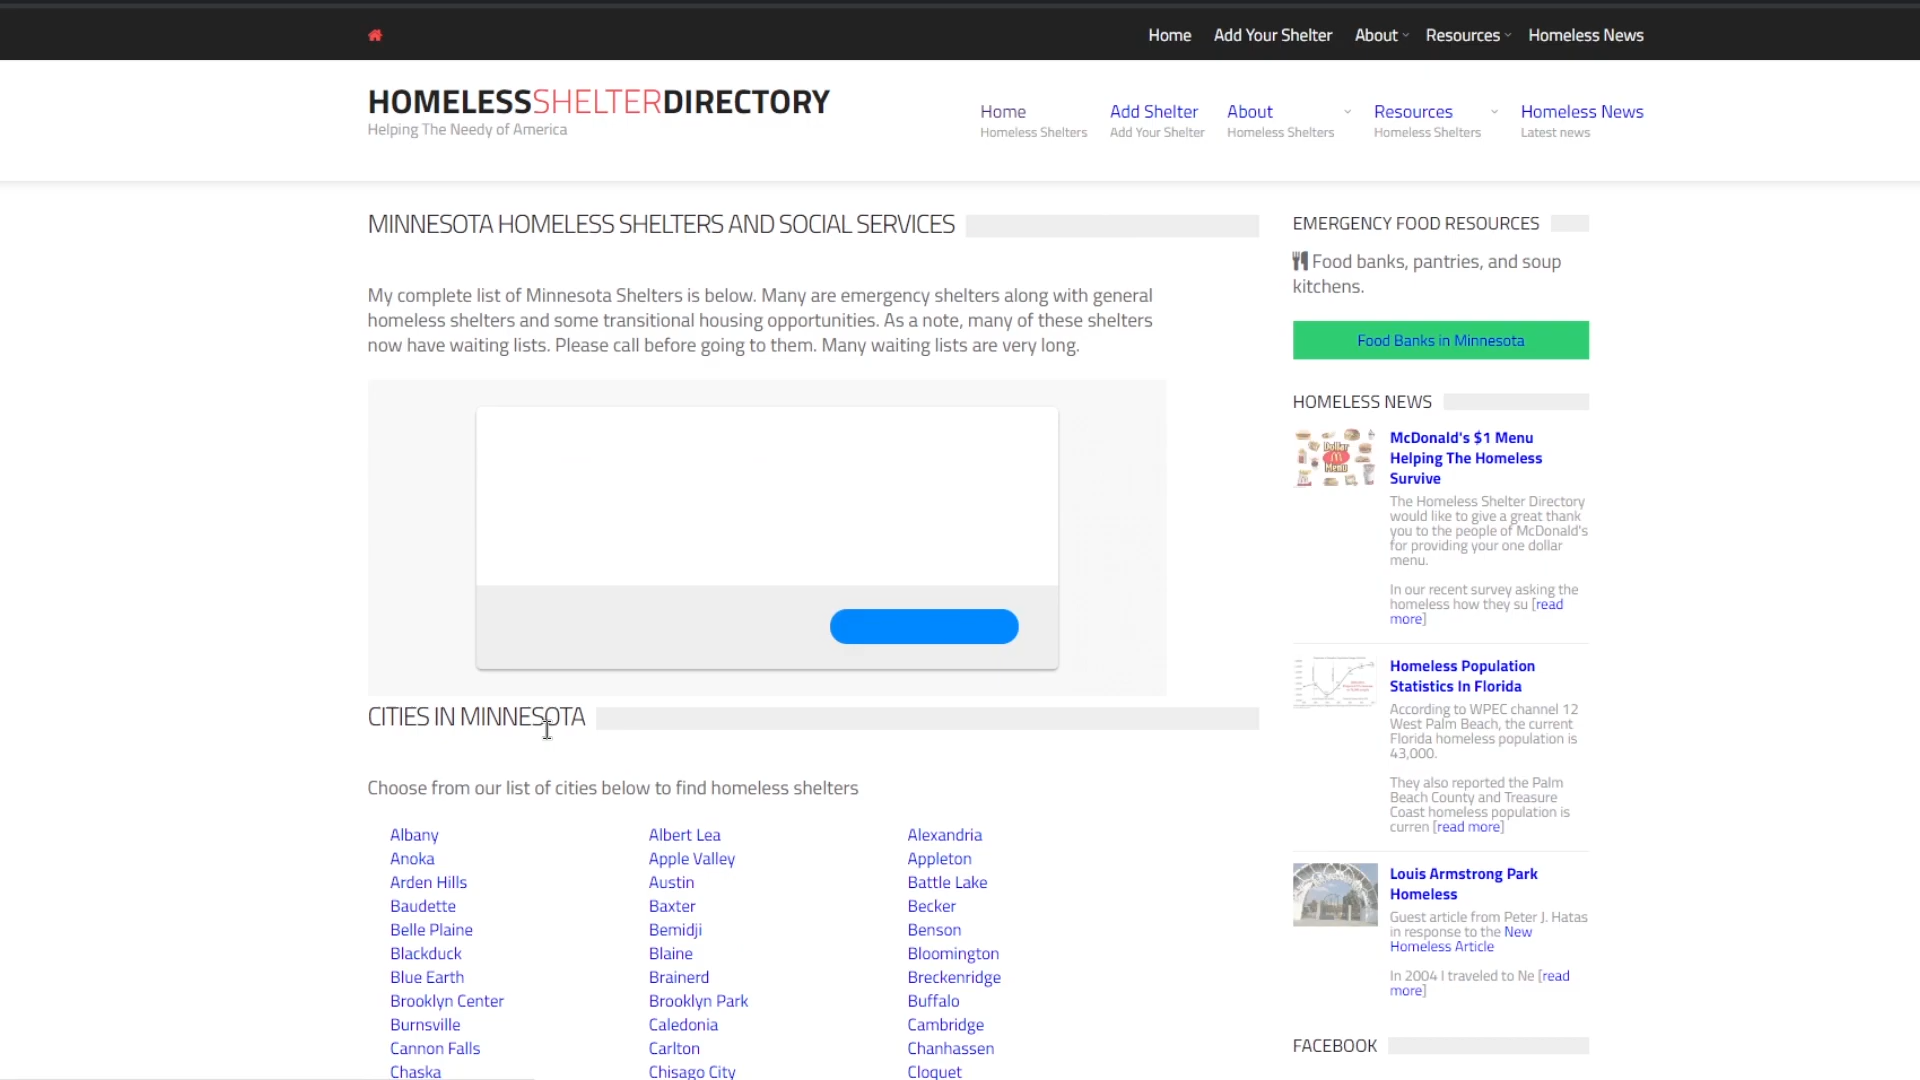 Home Add Your Shelter About Resources Homeless News
HOMELESSSHELTERDIRECTORY
Helping The Needy of America
Home About Add Shelter Resources Homeless News
Homeless Shelters Add Your Shelter Homeless Shelters Homeless Shelters Latest news
MINNESOTA HOMELESS SHELTERS AND SOCIAL SERVICES
My complete list of Minnesota Shelters is below. Many are emergency shelters along with general
homeless shelters and some transitional housing opportunities. As a note, many of these shelters
now have waiting lists. Please call before going to them. Many waiting lists are very long.
CITIES IN MINNESOTA
Choose from our list of cities below to find homeless shelters
Albany Albert Lea Alexandria
Anoka Apple Valley Appleton
Arden Hills Austin Battle Lake
Baudette Baxter Becker
Belle Plaine Bemidji Benson
Blackduck Blaine Bloomington
Blue Earth Brainerd Breckenridge
Brooklyn Center Brooklyn Park Buffalo
Burnsville Caledonia Cambridge
Cannon Falls Carlton Chanhassen
Chaska Chisago City Cloquet
EMERGENCY FOOD RESOURCES
Food banks, pantries, and soup
kitchens.
Food Banks in Minnesota
HOMELESS NEWS
McDonald's $1 Menu
Helping The Homeless
Survive
The Homeless Shelter Directory
would like to give a great thank
you to the people of McDonald's
for providing your one dollar
menu.
In our recent survey asking the
homeless how they su [read
more]
Homeless Population
Statistics In Florida
According to WPEC channel 12
West Palm Beach, the current
Florida homeless population is
43,000.
They also reported the Palm
Beach County and Treasure
Coast homeless population is
curren [read more]
Louis Armstrong Park
Homeless
Guest article from Peter J. Hatas
in response to the New
Homeless Article
In 2004 I traveled to Ne [read
more]
FACEBOOK